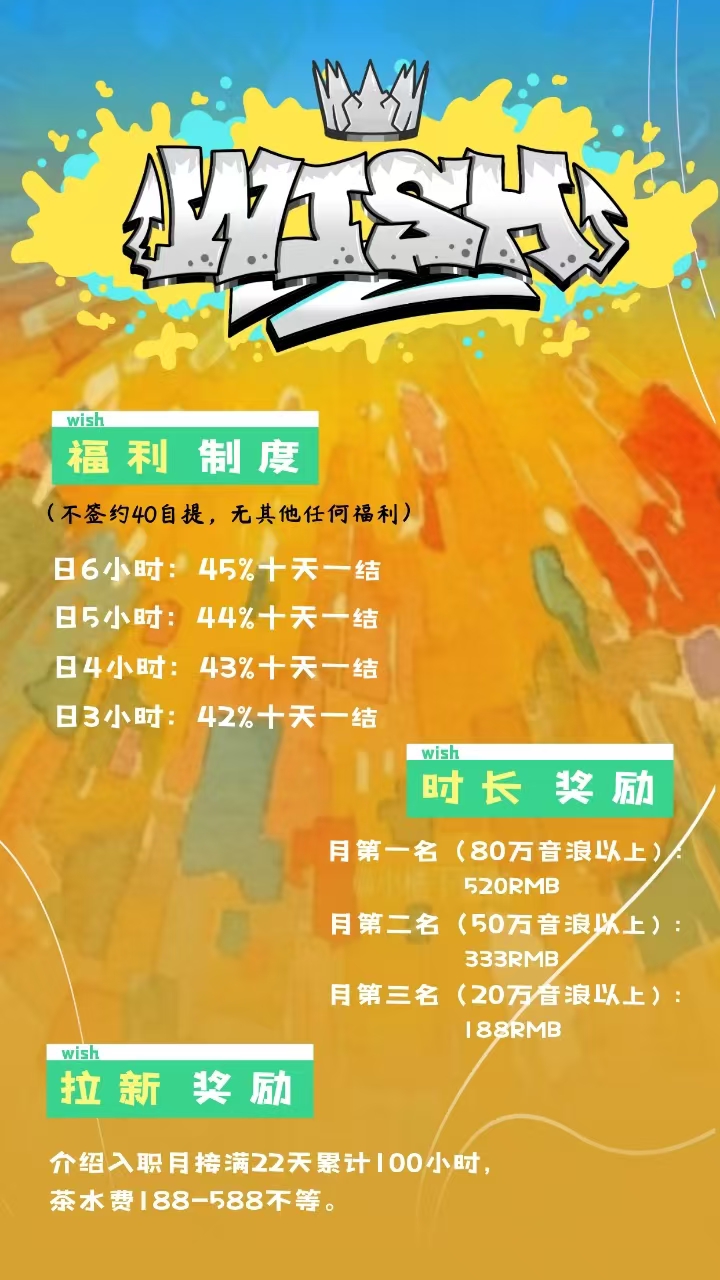 WISH
wish
福利 制度
(不签约40自提，无其他任何福利)
日6小时：45%十天一结
日5小时：44%十天一结
日4小时：43%十天一结
日3小时：42%十天一结
wish
时长 奖励
月第一名（80万音浪以上）：
520RMB
月第二名（50万音浪以上）：
333RMB
月第三名（20万音浪以上）：
188RMB
wish
拉新 奖励
介绍入职月接满22天累计100小时，
茶水费188-588不等。